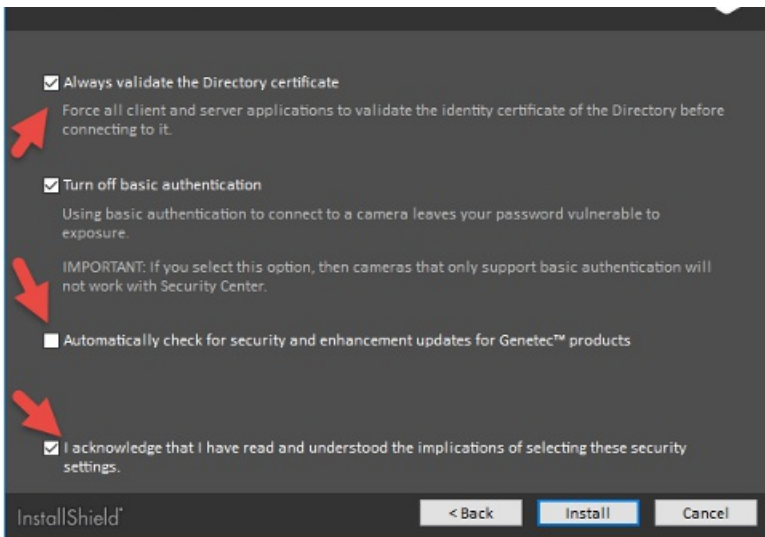 Always validate the Directory certificate
Force all client and server applications to validate the identity certificate of the Directory before
connecting to it.
Turn off basic authentication
Using basic authentication to connect to a camera leaves your password vulnerable to
exposure.
IMPORTANT: If you select this option, then cameras that only support basic authentication will
not work with Security Center.
Automatically check for security and enhancement updates for Genetec™ products
I acknowledge that I have read and understood the implications of selecting these security
settings.
InstallShield
< Back
Install
Cancel